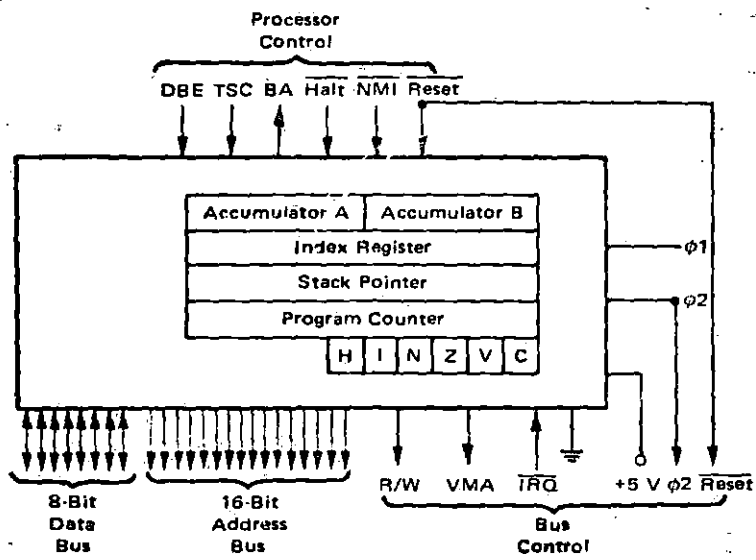 Processor
Control
DBE TSC BA Halt NMI Reset
Accumulator A Accumulator B
Index Register
Stack Pointer
Program Counter
H I N Z V C
ϕ1
ϕ2
R/W VMA IRQ +5 V ϕ2 Reset
8-Bit
Data
Bus
16-Bit
Address
Bus
Bus
Control